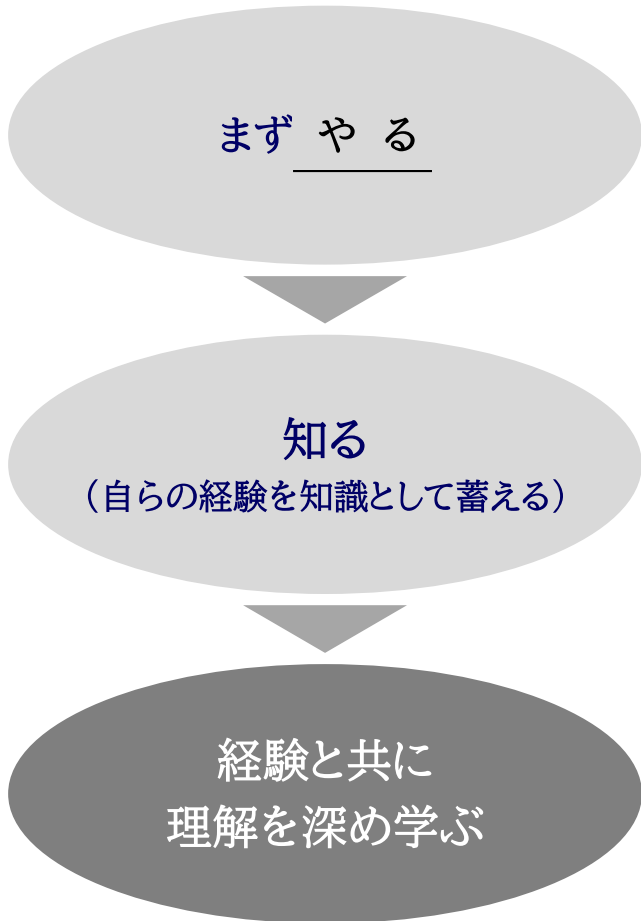 まず や る
知る
（自らの経験を知識として蓄える）
経験と共に
理解を深め学ぶ